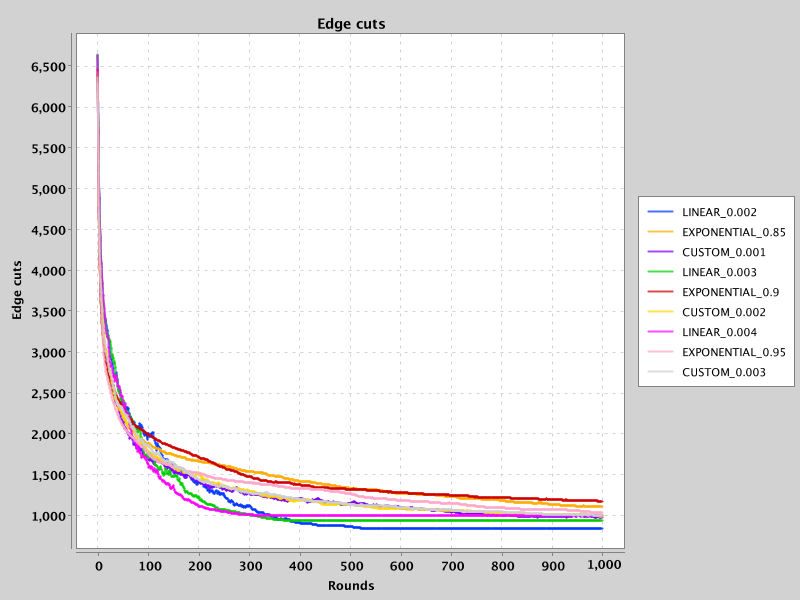 Edge cuts
6,500
6,000
5,500
5,000
4,500
4,000
3,500
3,000
2,500
2,000
1,500
1,000
Edge cuts
0 100 200 300 400 500 600 700 800 900 1,000
Rounds
LINEAR_0.002
EXPONENTIAL_0.85
CUSTOM_0.001
LINEAR_0.003
EXPONENTIAL_0.9
CUSTOM_0.002
LINEAR_0.004
EXPONENTIAL_0.95
CUSTOM_0.003